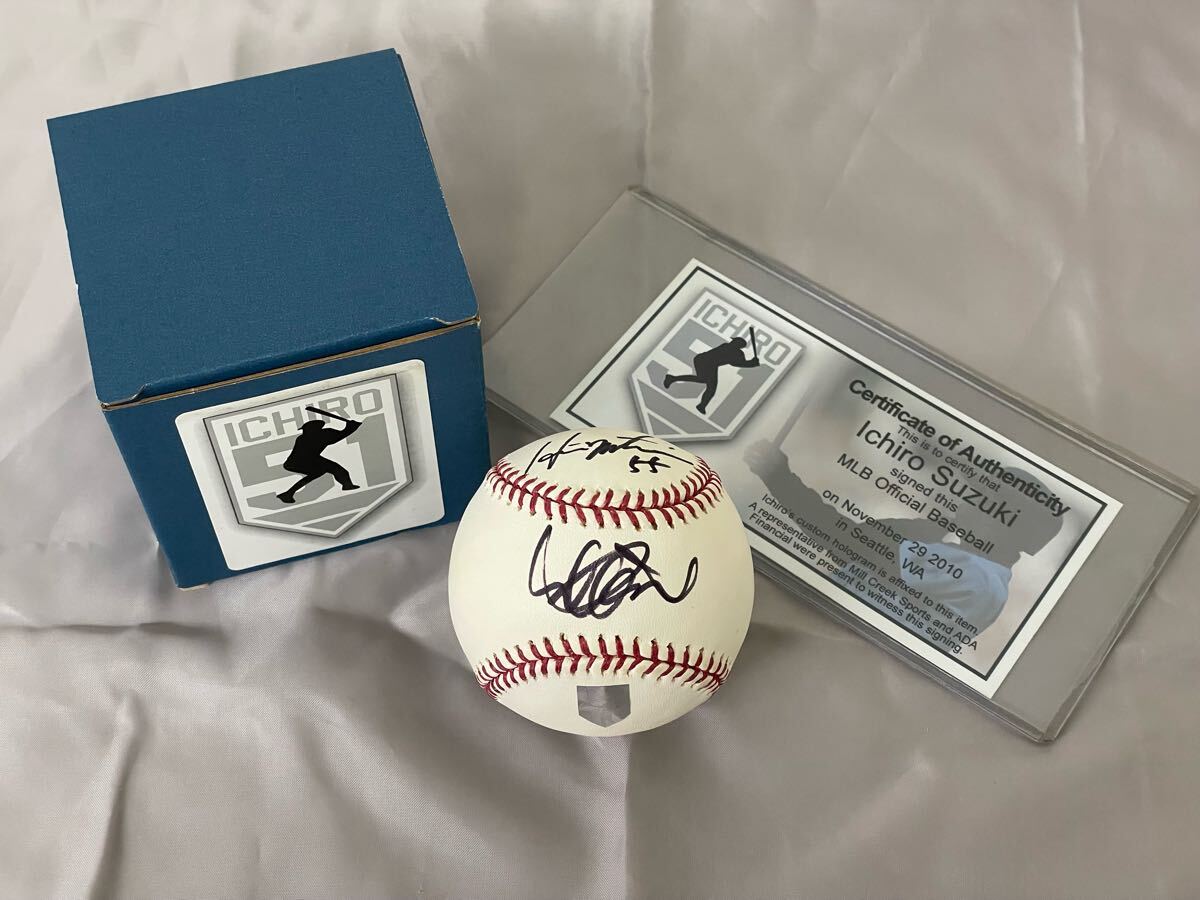 ICHIRO
51
ICHIRO
51
Certificate of Authenticity
This is to certify that
Ichiro Suzuki
signed this
MLB Official Baseball
on November 29 2010
in Seattle, WA
Ichiro's custom hologram is affixed to this item.
A representative from Mill Creek Sports and ADA
Financial were present to witness this signing.
55